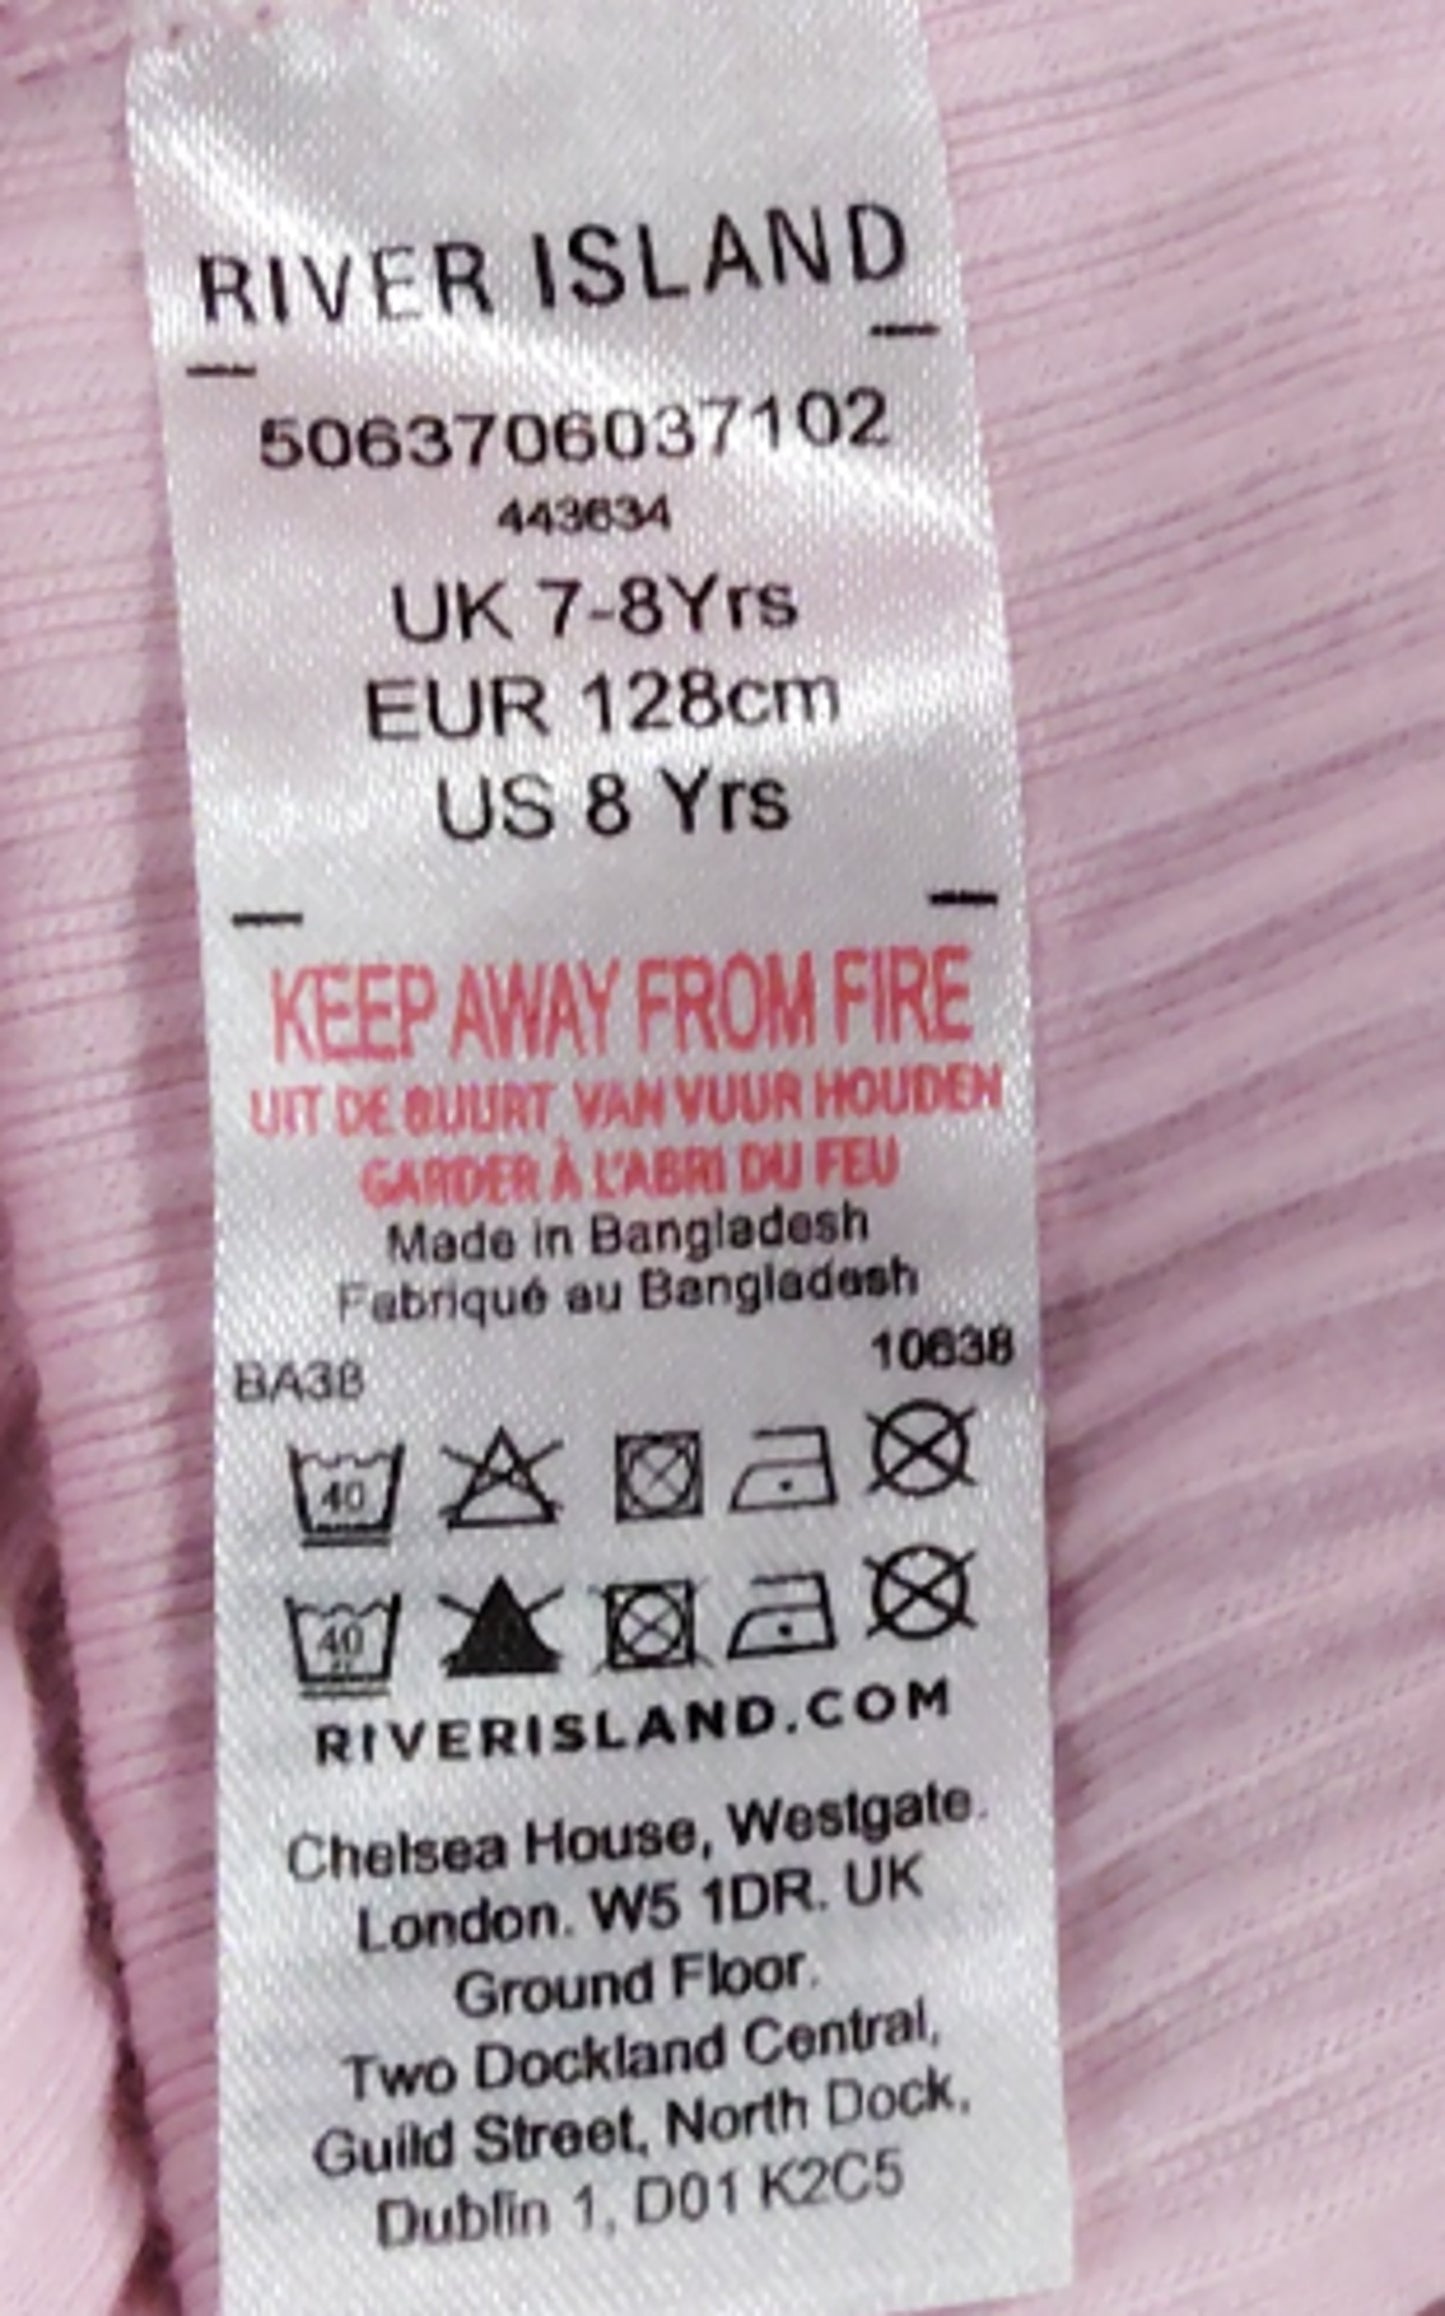 RIVER ISLAND
5063706037102
443634
UK 7-8Yrs
EUR 128cm
US 8 Yrs
KEEP AWAY FROM FIRE
UIT DE BUURT VAN VUUR HOUDEN
GARDER À L'ABRI DU FEU
Made in Bangladesh
Fabriqué au Bangladesh
10638
BA38
40
40
RIVERISLAND.COM
Chelsea House, Westgate.
London. W5 1DR. UK
Ground Floor.
Two Dockland Central,
Guild Street, North Dock,
Dublin 1, D01 K2C5